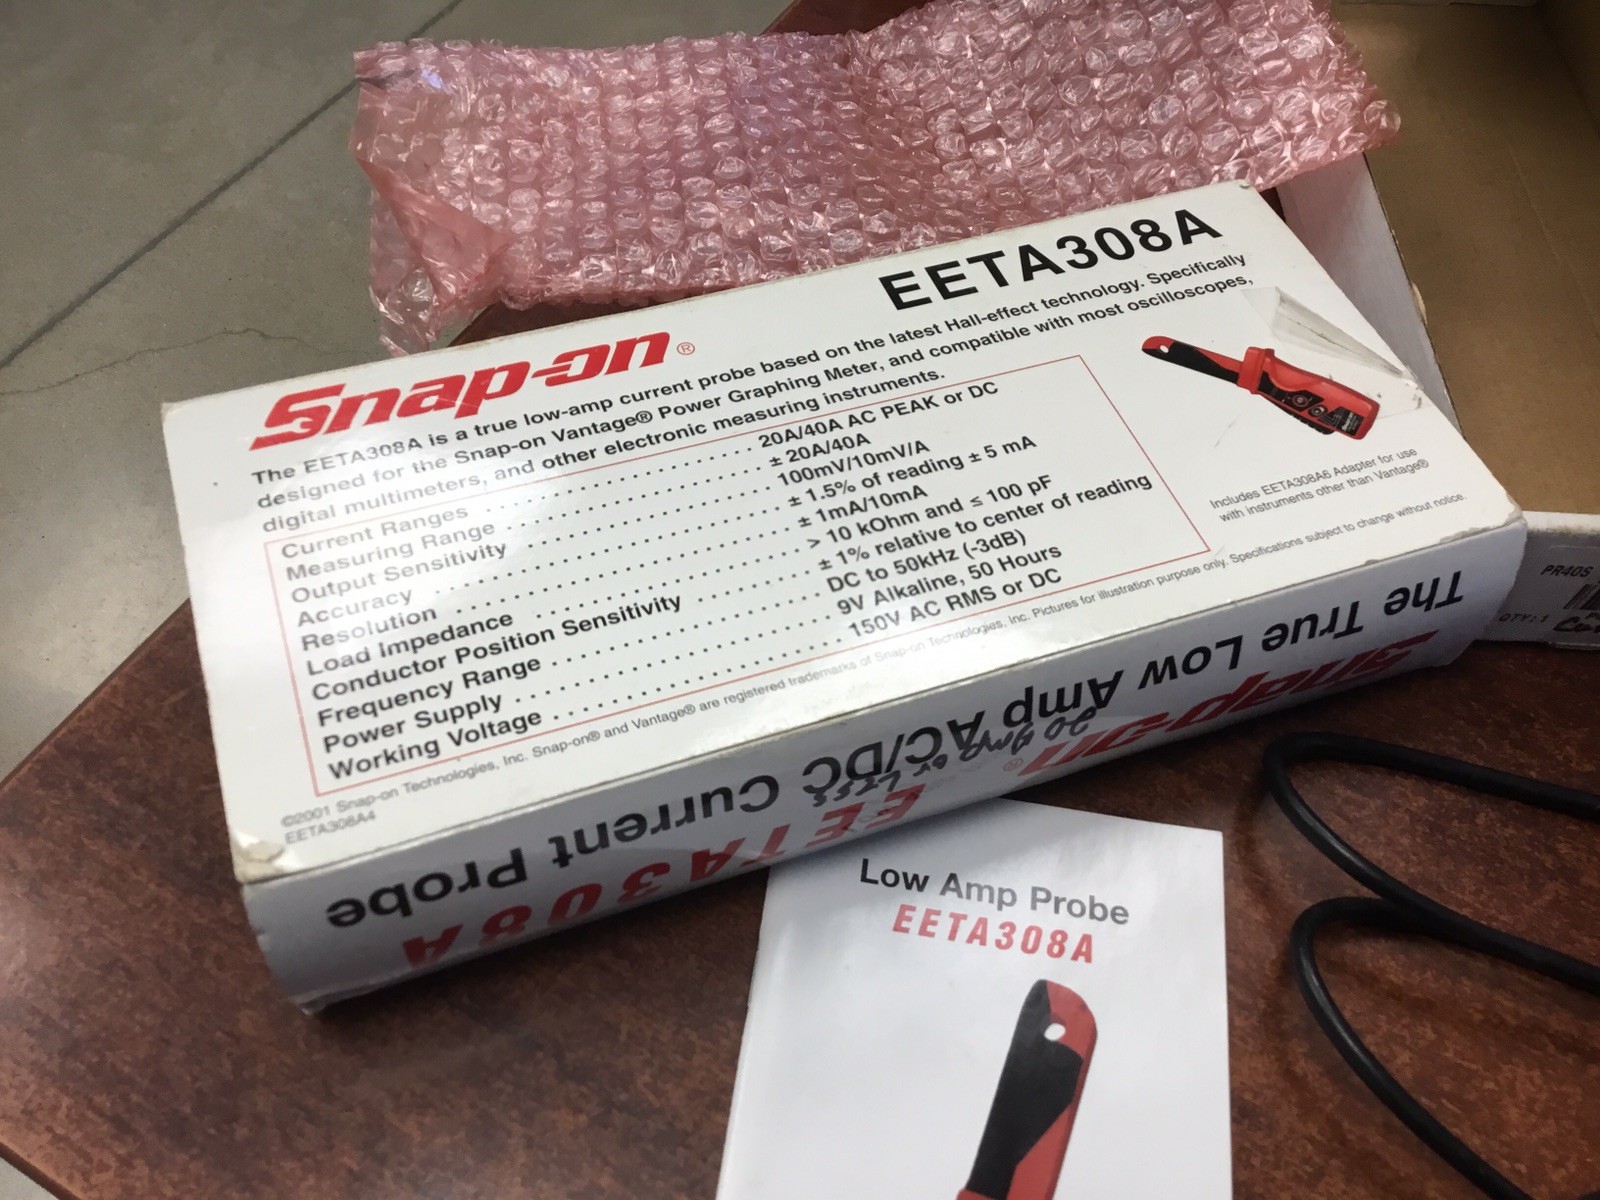 EETA308A
Snap-on®
The EETA308A is a true low-amp current probe based on the latest Hall-effect technology. Specifically
designed for the Snap-on Vantage® Power Graphing Meter, and compatible with most oscilloscopes,
digital multimeters, and other electronic measuring instruments.
Current Ranges . . . . . . . . . . . . . . . . . . . . 20A/40A AC PEAK or DC
Measuring Range . . . . . . . . . . . . . . . . . . ± 20A/40A
Output Sensitivity . . . . . . . . . . . . . . . . . . 100mV/10mV/A
Accuracy . . . . . . . . . . . . . . . . . . . . . . . . ± 1.5% of reading ± 5 mA
Resolution . . . . . . . . . . . . . . . . . . . . . . . ± 1mA/10mA
Load Impedance . . . . . . . . . . . . . . . . . . . > 10 kOhm and ≤ 100 pF
Conductor Position Sensitivity . . . . . . . . ± 1% relative to center of reading
Frequency Range . . . . . . . . . . . . . . . . . . DC to 50kHz (-3dB)
Power Supply . . . . . . . . . . . . . . . . . . . . . 9V Alkaline, 50 Hours
Working Voltage . . . . . . . . . . . . . . . . . . . 150V AC RMS or DC
Includes EETA308A6 Adapter for use
with instruments other than Vantage®
©2001 Snap-on Technologies, Inc. Snap-on® and Vantage® are registered trademarks of Snap-on Technologies, Inc. Pictures for illustration purpose only. Specifications subject to change without notice.
EETA308A4
Snap-on®
The True Low Amp AC/DC Current Probe
EETA308A
20 Amp or Less
Low Amp Probe
EETA308A
PR40S
QTY: 1